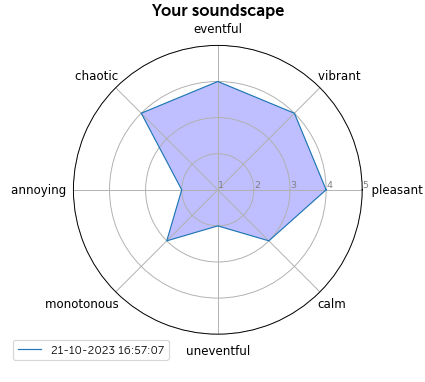 Your soundscape
eventful
chaotic
vibrant
annoying
1 2 3 4 5
pleasant
monotonous
calm
uneventful
21-10-2023 16:57:07